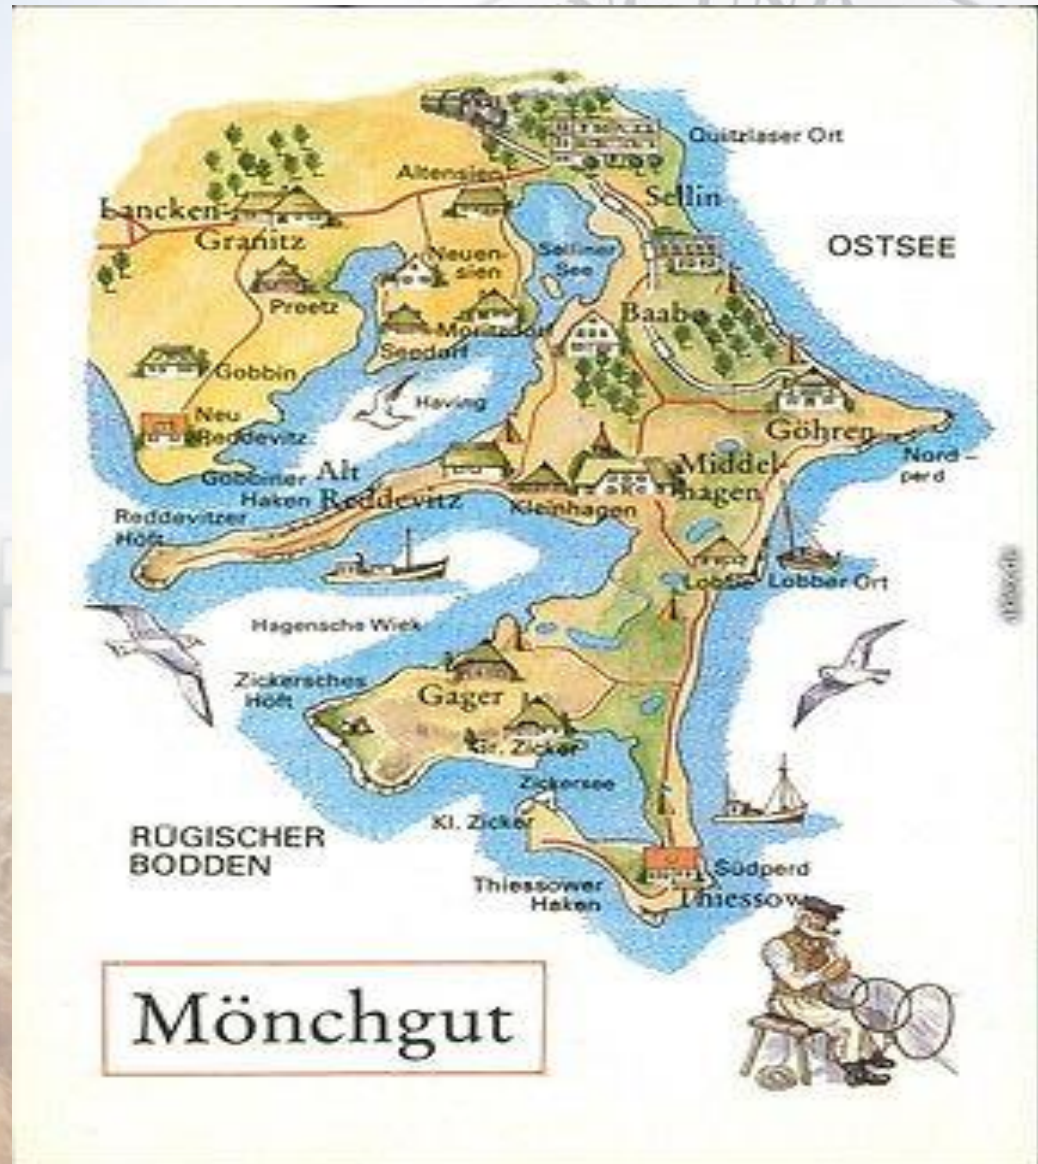 Quitzlaser Ort
Altensien
Sellin
Lancken-
Granitz
OSTSEE
Neuen-
sien
Selliner
See
Preetz
Baabe
Moritzdorf
Seedorf
Gobbin
Having
Neu
Reddevitz
Göhren
Nord-
perd
Gobbiner
Haken
Alt
Reddevitz
Middel-
hagen
Kleinhagen
Reddevitzer
Höft
Lobbe
Lobber Ort
Hagensche Wiek
Zickersches
Höft
Gager
Gr. Zicker
Zickersee
Kl. Zicker
RÜGISCHER
BODDEN
Südperd
Thiessower
Haken
Thiessow
Mönchgut